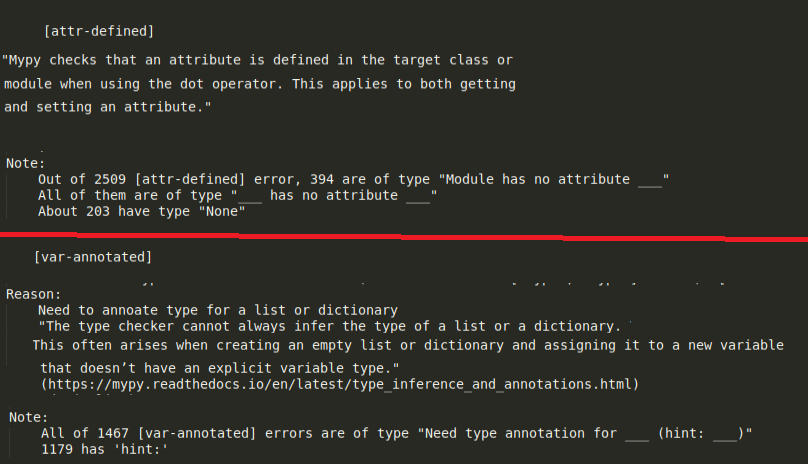 [attr-defined]
"Mypy checks that an attribute is defined in the target class or
module when using the dot operator. This applies to both getting
and setting an attribute."
Note:
Out of 2509 [attr-defined] error, 394 are of type "Module has no attribute ___"
All of them are of type "___ has no attribute ___"
About 203 have type "None"
[var-annotated]
Reason:
Need to annoate type for a list or dictionary
"The type checker cannot always infer the type of a list or a dictionary.
This often arises when creating an empty list or dictionary and assigning it to a new variable
that doesn’t have an explicit variable type."
(https://mypy.readthedocs.io/en/latest/type_inference_and_annotations.html)
Note:
All of 1467 [var-annotated] errors are of type "Need type annotation for ___ (hint: ___)"
1179 has 'hint:'